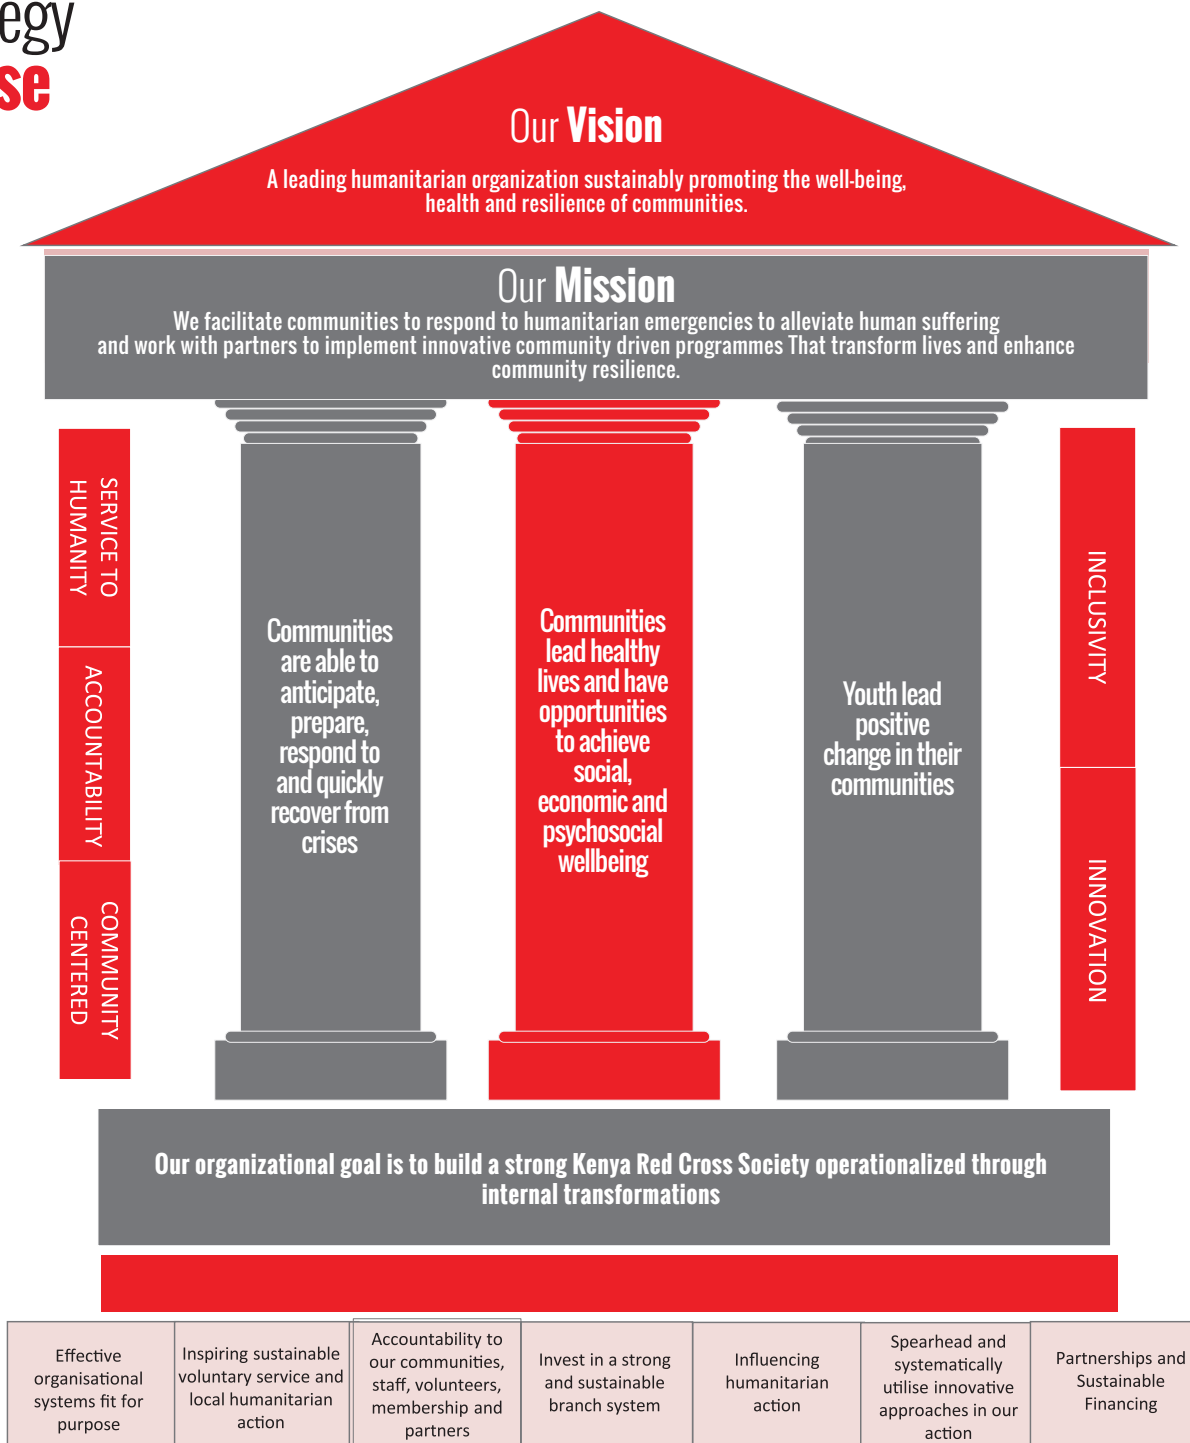 egy
se
Our Vision
A leading humanitarian organization sustainably promoting the well-being,
health and resilience of communities.
Our Mission
We facilitate communities to respond to humanitarian emergencies to alleviate human suffering
and work with partners to implement innovative community driven programmes That transform lives and enhance
community resilience.
SERVICE TO
HUMANITY
ACCOUNTABILITY
COMMUNITY
CENTERED
Communities
are able to
anticipate,
prepare,
respond to
and quickly
recover from
crises
Communities
lead healthy
lives and have
opportunities
to achieve
social,
economic and
psychosocial
wellbeing
Youth lead
positive
change in their
communities
INCLUSIVITY
INNOVATION
Our organizational goal is to build a strong Kenya Red Cross Society operationalized through
internal transformations
Effective
organisational
systems fit for
purpose
Inspiring sustainable
voluntary service and
local humanitarian
action
Accountability to
our communities,
staff, volunteers,
membership and
partners
Invest in a strong
and sustainable
branch system
Influencing
humanitarian
action
Spearhead and
systematically
utilise innovative
approaches in our
action
Partnerships and
Sustainable
Financing